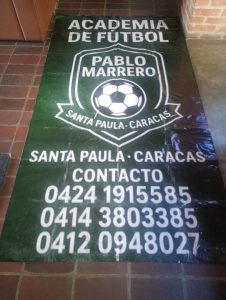 ACADEMIA
DE FÚTBOL
PABLO
MARRERO
SANTA PAULA - CARACAS
SANTA PAULA · CARACAS
CONTACTO
0424 1915585
0414 3803385
0412 0948027